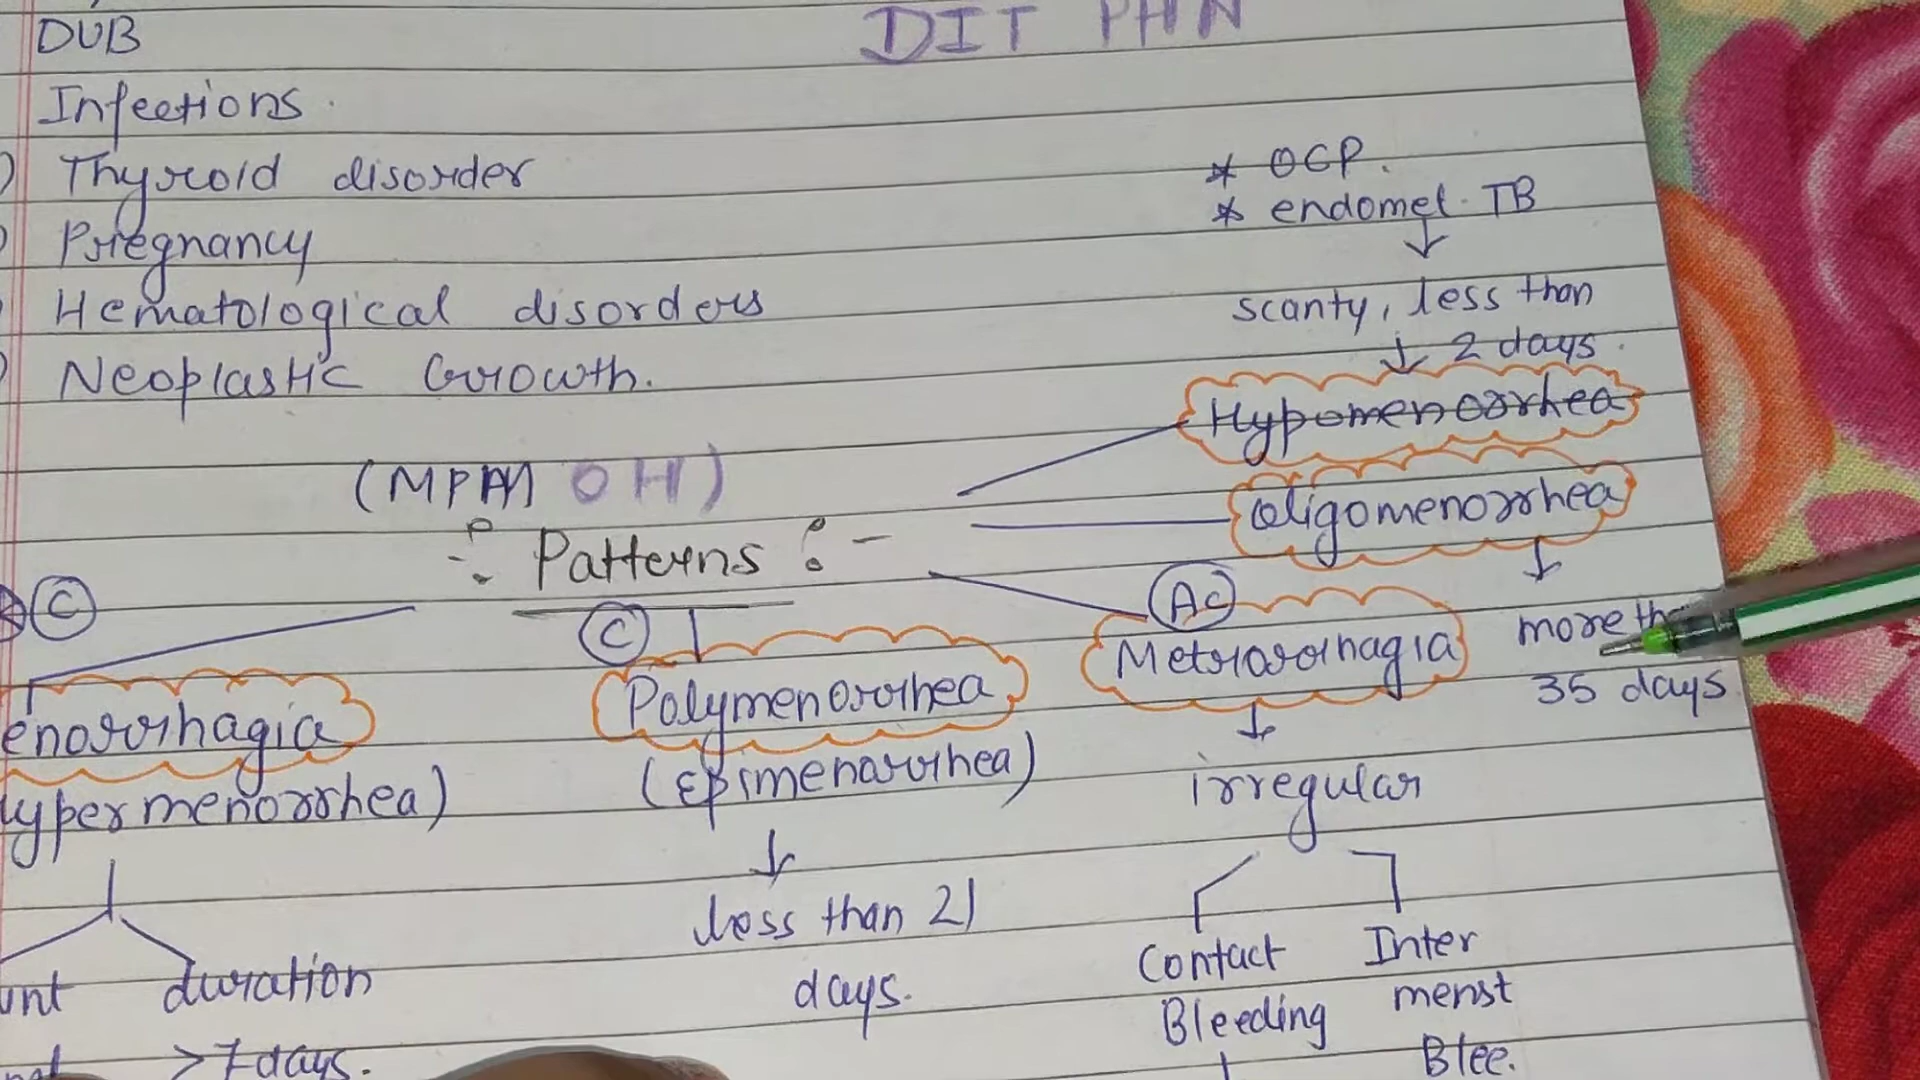 DUB
DIT PHN
Infections.
Thyroid disorder
Pregnancy
Hematological disorders
Neoplastic Growth.
* OCP.
* endomet. TB
↓
scanty, less than
↓ 2 days.
Hypomenorrhea
Oligomenorrhea
↓
more th
35 days
(MPMM OH)
Patterns :-
C
C
AC
enorrhagia
ypermenorrhea)
duration
>7 days.
Polymenorrhea
(Epimenorrhea)
↓
less than 21
days.
Metrorrhagia
↓
irregular
Contact
Bleeding
Inter
menst
Blee.